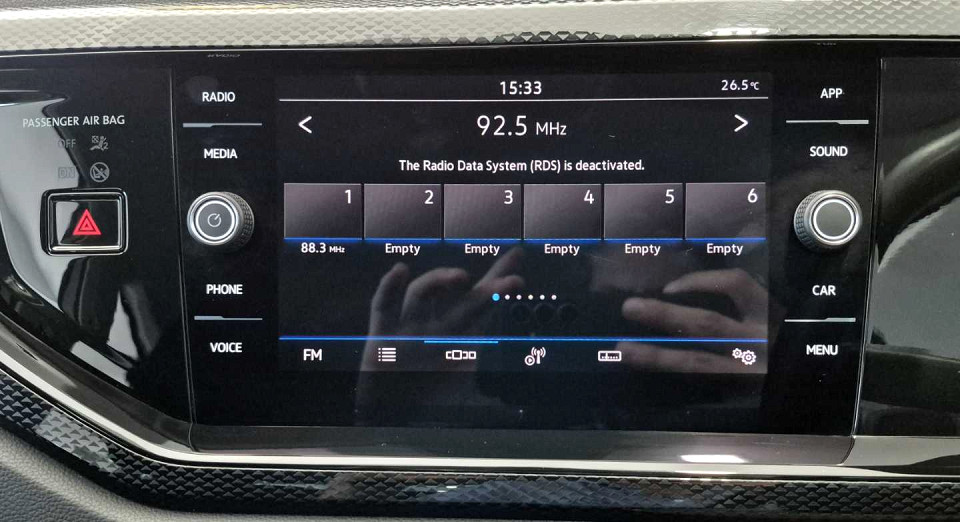 15:33
26.5°C
92.5 MHz
The Radio Data System (RDS) is deactivated.
1 2 3 4 5 6
88.3 MHz Empty Empty Empty Empty Empty
FM
PASSENGER AIR BAG
OFF
ON
RADIO
MEDIA
PHONE
VOICE
APP
SOUND
CAR
MENU